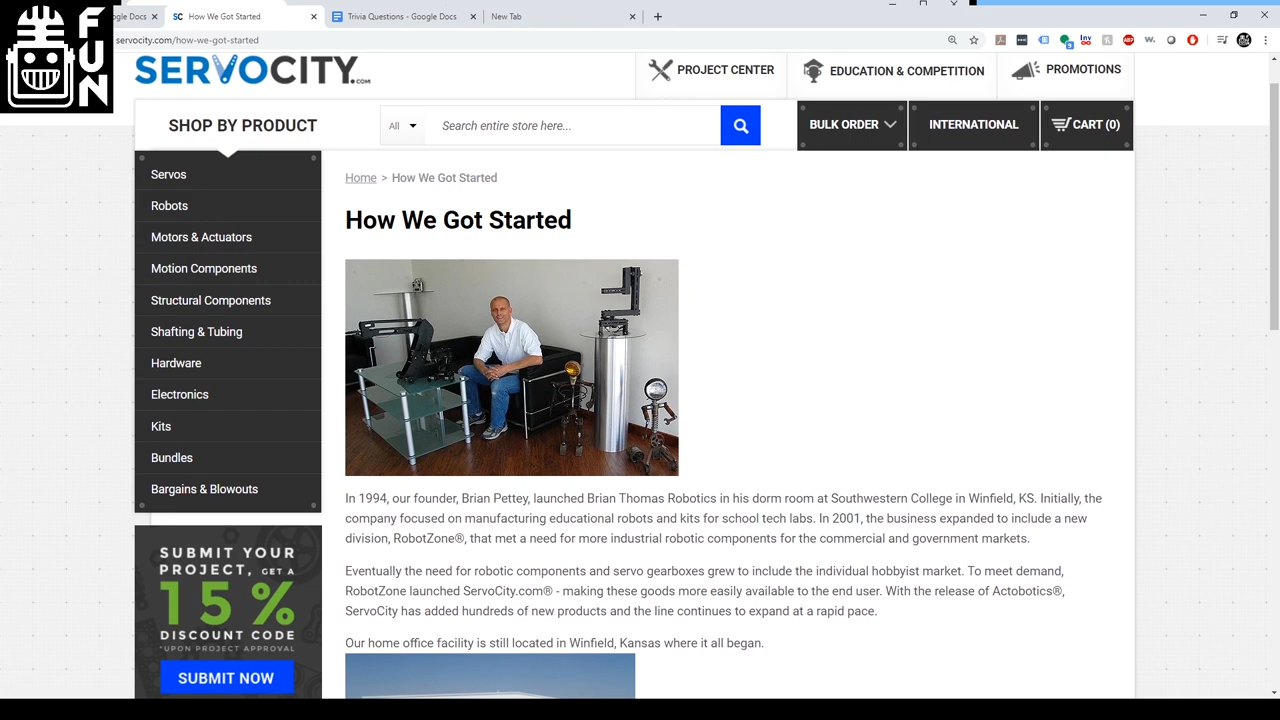 FUN
gle Docs
How We Got Started
Trivia Questions - Google Docs
New Tab
servocity.com/how-we-got-started
SERVOCITY.com
PROJECT CENTER
EDUCATION & COMPETITION
PROMOTIONS
SHOP BY PRODUCT
All
Search entire store here...
BULK ORDER
INTERNATIONAL
CART (0)
Servos
Robots
Motors & Actuators
Motion Components
Structural Components
Shafting & Tubing
Hardware
Electronics
Kits
Bundles
Bargains & Blowouts
SUBMIT YOUR
PROJECT, GET A
15 %
DISCOUNT CODE
*UPON PROJECT APPROVAL
SUBMIT NOW
Home > How We Got Started
How We Got Started
In 1994, our founder, Brian Pettey, launched Brian Thomas Robotics in his dorm room at Southwestern College in Winfield, KS. Initially, the
company focused on manufacturing educational robots and kits for school tech labs. In 2001, the business expanded to include a new
division, RobotZone®, that met a need for more industrial robotic components for the commercial and government markets.
Eventually the need for robotic components and servo gearboxes grew to include the individual hobbyist market. To meet demand,
RobotZone launched ServoCity.com® - making these goods more easily available to the end user. With the release of Actobotics®,
ServoCity has added hundreds of new products and the line continues to expand at a rapid pace.
Our home office facility is still located in Winfield, Kansas where it all began.